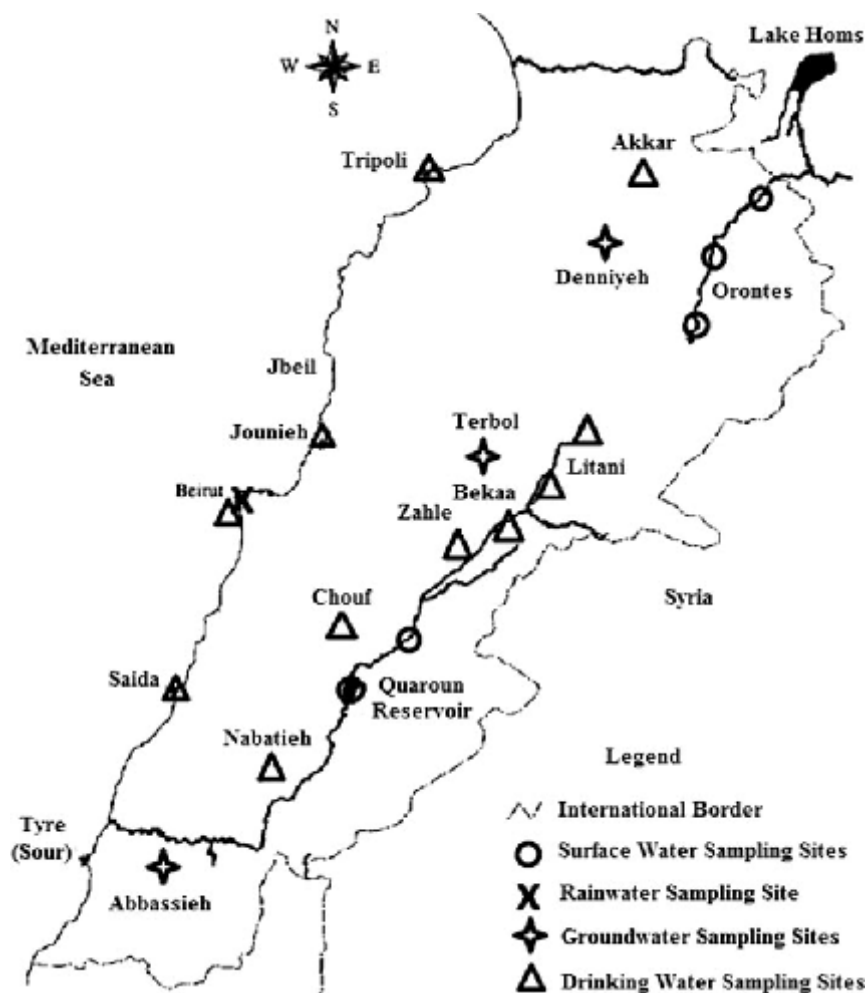 Lake Homs
N
W E
S
Tripoli
Akkar
Denniyeh
Orontes
Mediterranean
Sea
Jbeil
Jounieh
Terbol
Litani
Beirut
Bekaa
Zahle
Chouf
Syria
Saida
Quaroun
Reservoir
Nabatieh
Legend
International Border
Tyre
(Sour)
Surface Water Sampling Sites
Rainwater Sampling Site
Abbassieh
Groundwater Sampling Sites
Drinking Water Sampling Sites